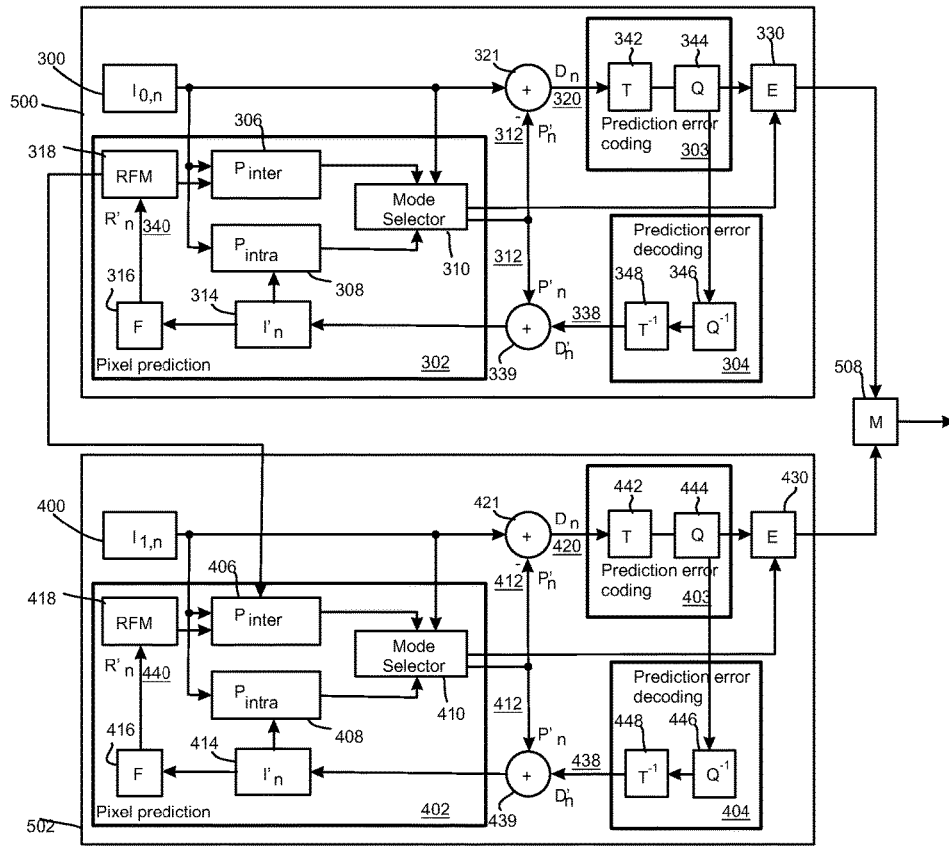 300
I0,n
500
318
RFM
306
Pinter
R'n
340
Pintra
308
316
F
314
I'n
Pixel prediction
302
Mode
Selector
310
321
+
-
Dn
320
312
P'n
312
P'n
+
339
338
D'n
342
344
T
Q
Prediction error
coding
303
330
E
Prediction error
decoding
348
346
T-1
Q-1
304
508
M
400
I1,n
502
418
RFM
406
Pinter
R'n
440
Pintra
408
416
F
414
I'n
Pixel prediction
402
Mode
Selector
410
421
+
-
Dn
420
412
P'n
412
P'n
+
439
438
D'n
442
444
T
Q
Prediction error
coding
403
430
E
Prediction error
decoding
448
446
T-1
Q-1
404